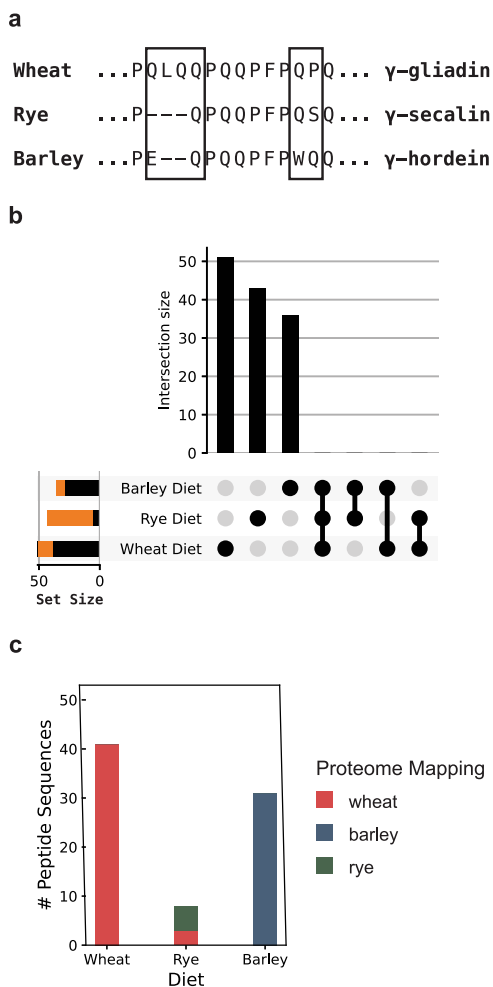 a
Wheat ...PQLQQPQQPFPQPQ... γ-gliadin
Rye ...P---QPQQPFPQSQ... γ-secalin
Barley ...PE--QPQQPFPWQQ... γ-hordein
b
Intersection size
50
40
30
20
10
0
Barley Diet
Rye Diet
Wheat Diet
50 0
Set Size
c
# Peptide Sequences
50
40
30
20
10
0
Wheat Rye Barley
Diet
Proteome Mapping
wheat
barley
rye